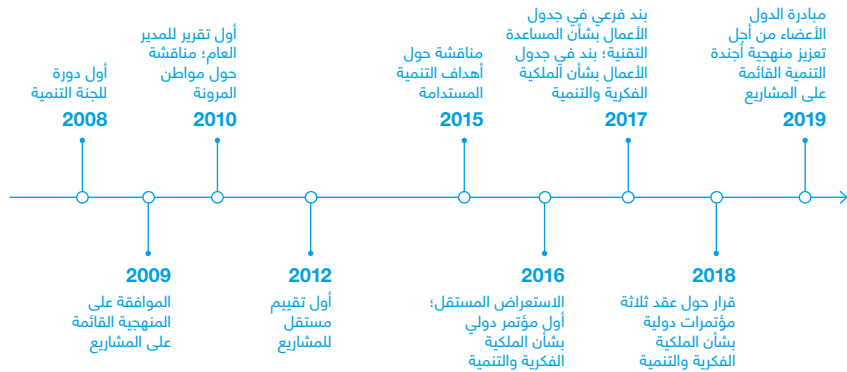 أول دورة
للجنة التنمية
2008
أول تقرير للمدير
العام؛ مناقشة
حول مواطن
المرونة
2010
مناقشة حول
أهداف التنمية
المستدامة
2015
بند فرعي في جدول
الأعمال بشأن المساعدة
التقنية؛ بند في جدول
الأعمال بشأن الملكية
الفكرية والتنمية
2017
مبادرة الدول
الأعضاء من أجل
تعزيز منهجية أجندة
التنمية القائمة
على المشاريع
2019
2009
الموافقة على
المنهجية القائمة
على المشاريع
2012
أول تقييم
مستقل
للمشاريع
2016
الاستعراض المستقل؛
أول مؤتمر دولي
بشأن الملكية
الفكرية والتنمية
2018
قرار حول عقد ثلاثة
مؤتمرات دولية
بشأن الملكية
الفكرية والتنمية